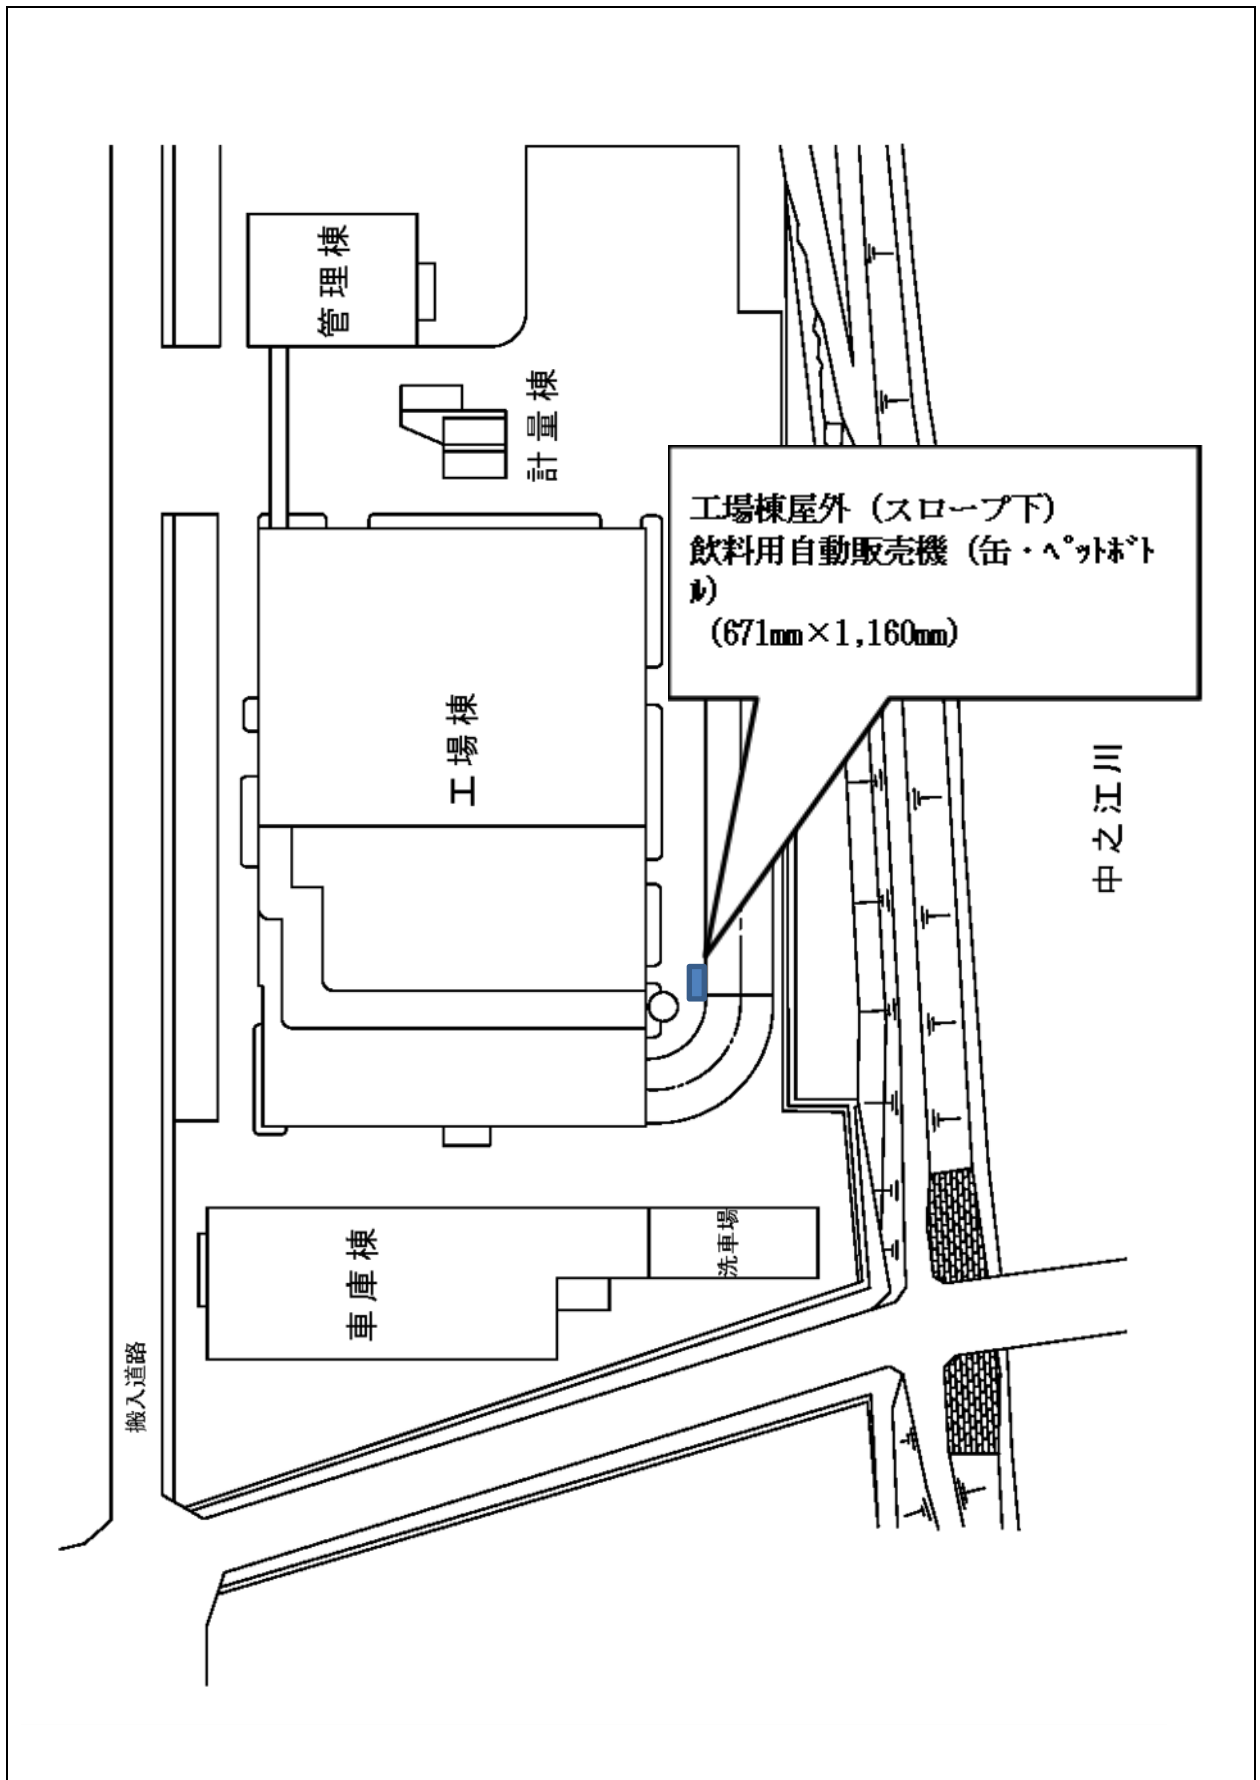 管理棟
計量棟
工場棟屋外（スロープ下）
飲料用自動販売機（缶・ﾍﾟｯﾄﾎﾞﾄ
ﾙ）
（671mm×1,160mm）
工場棟
中之江川
車庫棟
洗車場
搬入道路